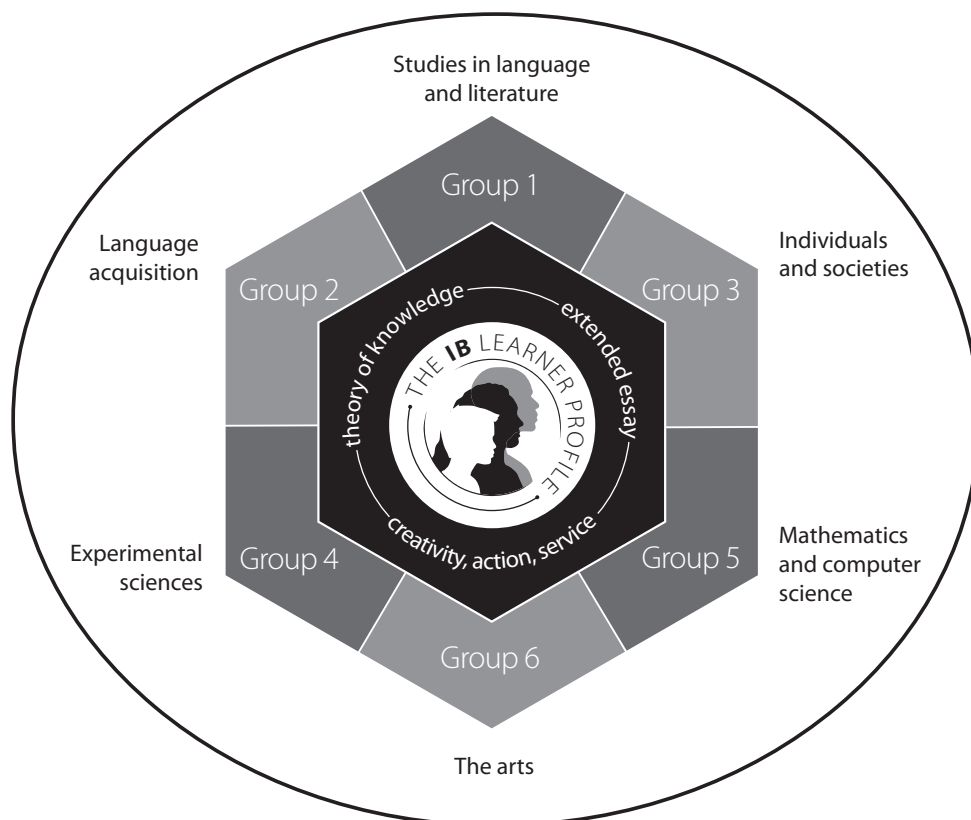 Studies in language
and literature
Group 1
Language
acquisition
Individuals
and societies
Group 2
Group 3
theory of knowledge
extended essay
THE IB LEARNER PROFILE
creativity, action, service
Experimental
sciences
Group 4
Group 5
Mathematics
and computer
science
Group 6
The arts